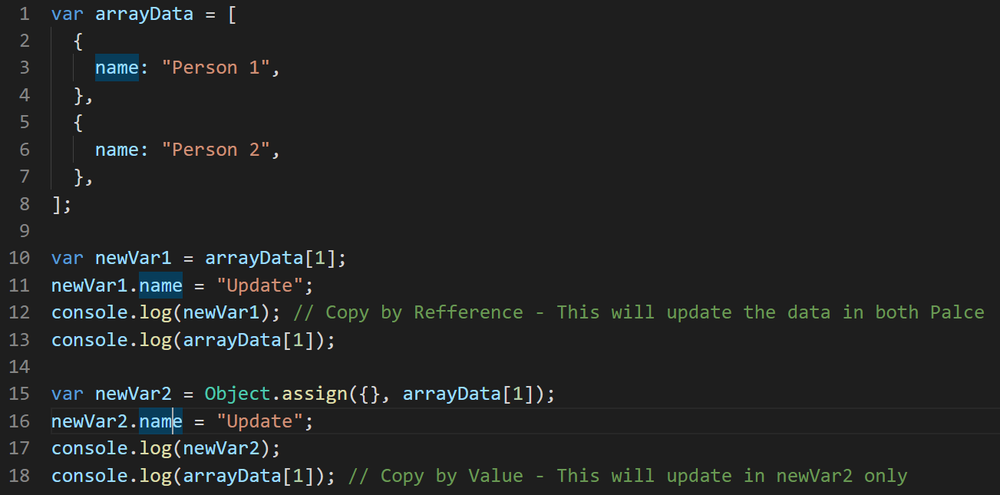 1 var arrayData = [
2   {
3     name: "Person 1",
4   },
5   {
6     name: "Person 2",
7   },
8 ];
9
10 var newVar1 = arrayData[1];
11 newVar1.name = "Update";
12 console.log(newVar1); // Copy by Refference - This will update the data in both Palce
13 console.log(arrayData[1]);
14
15 var newVar2 = Object.assign({}, arrayData[1]);
16 newVar2.name = "Update";
17 console.log(newVar2);
18 console.log(arrayData[1]); // Copy by Value - This will update in newVar2 only